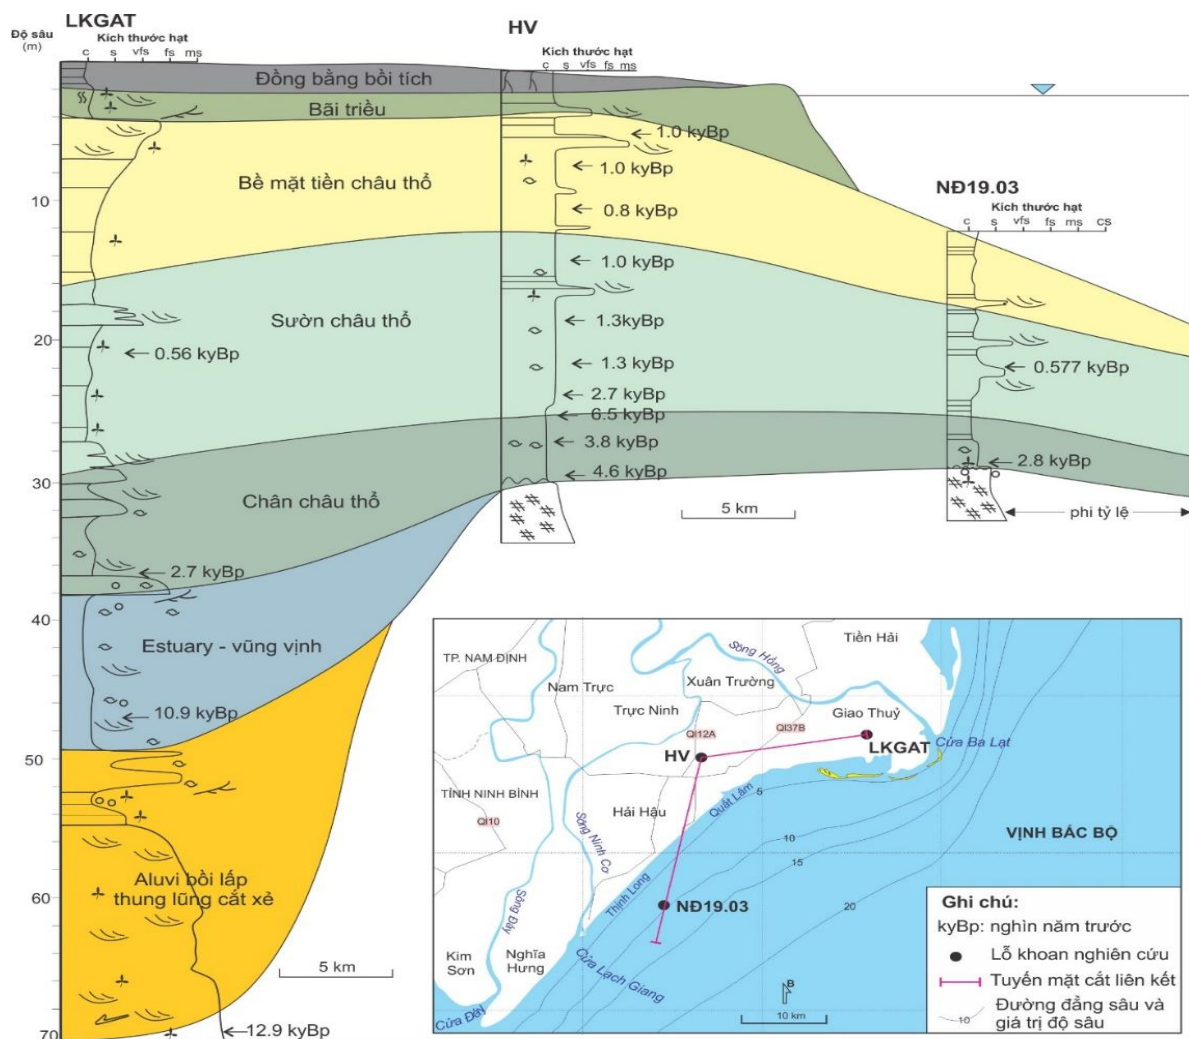 LKGAT
Độ sâu
(m)
Kích thước hạt
c s vfs fs ms
HV
Kích thước hạt
c s vfs fs ms
Đồng bằng bồi tích
Bãi triều
1.0 kyBp
Bề mặt tiền châu thổ
1.0 kyBp
NĐ19.03
Kích thước hạt
c s vfs fs ms cs
10
0.8 kyBp
1.0 kyBp
Sườn châu thổ
1.3kyBp
20
0.56 kyBp
1.3 kyBp
0.577 kyBp
2.7 kyBp
6.5 kyBp
3.8 kyBp
2.8 kyBp
4.6 kyBp
30
Chân châu thổ
5 km
phi tỷ lệ
2.7 kyBp
40
Estuary - vũng vịnh
10.9 kyBp
50
Aluvi bồi lấp
thung lũng cắt xẻ
60
5 km
70
12.9 kyBp
TP. NAM ĐỊNH
Nam Trực
Sông Hồng
Tiền Hải
Xuân Trường
Trực Ninh
Giao Thuỷ
Ql12A
Ql37B
HV
LKGAT
Cửa Ba Lạt
TỈNH NINH BÌNH
Ql10
Hải Hậu
Quất Lâm
5
10
15
20
Sông Ninh Cơ
VỊNH BẮC BỘ
Thịnh Long
NĐ19.03
Sông Đáy
Kim
Sơn
Nghĩa
Hưng
Cửa Lạch Giang
Cửa Đáy
B
10 km
Ghi chú:
kyBp: nghìn năm trước
Lỗ khoan nghiên cứu
Tuyến mặt cắt liên kết
10
Đường đẳng sâu và
giá trị độ sâu